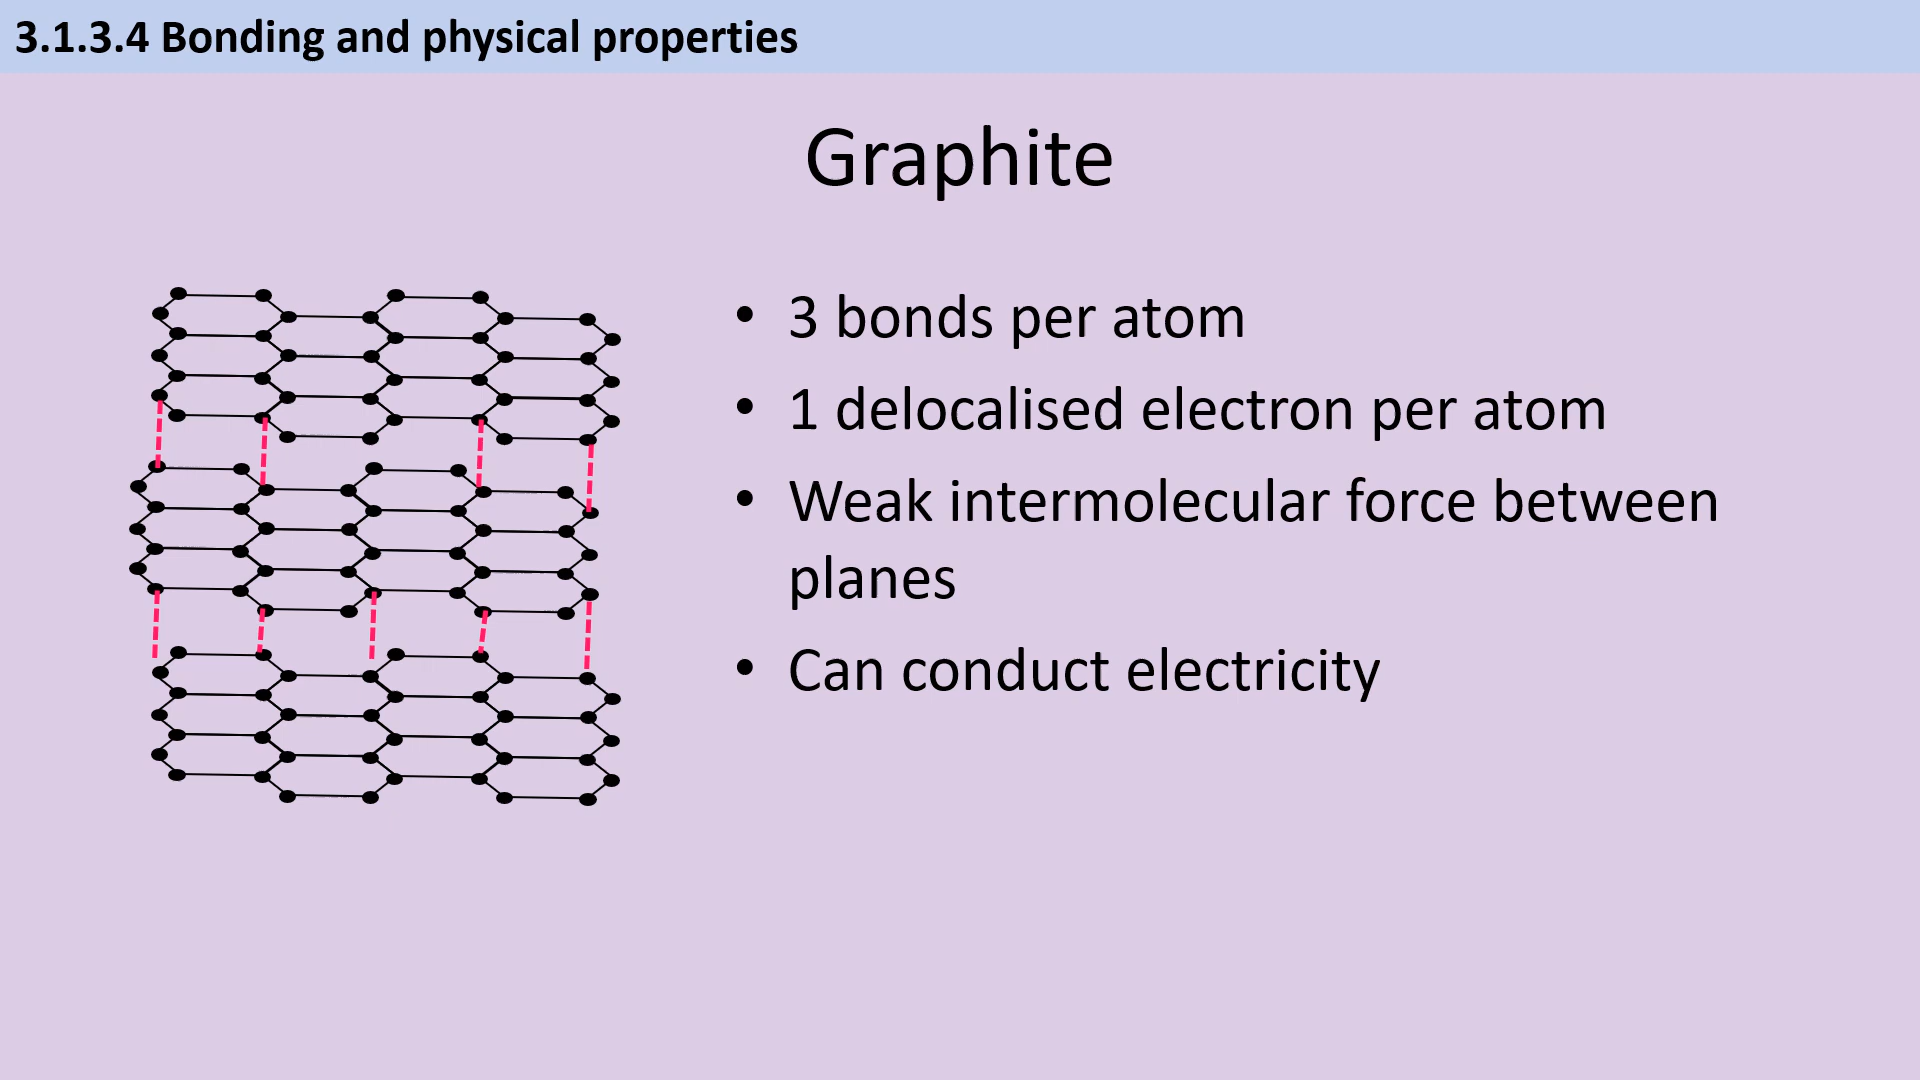 3.1.3.4 Bonding and physical properties
Graphite
• 3 bonds per atom
• 1 delocalised electron per atom
• Weak intermolecular force between
planes
• Can conduct electricity